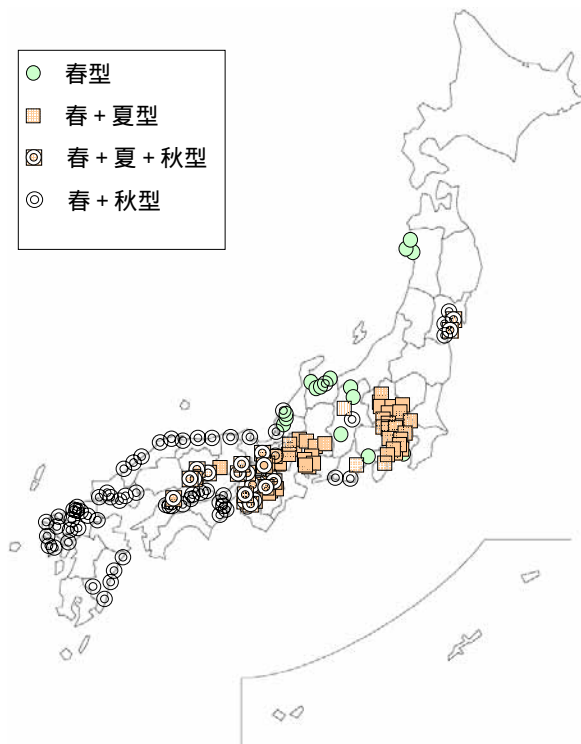 春型
春 + 夏型
春 + 夏 + 秋型
春 + 秋型